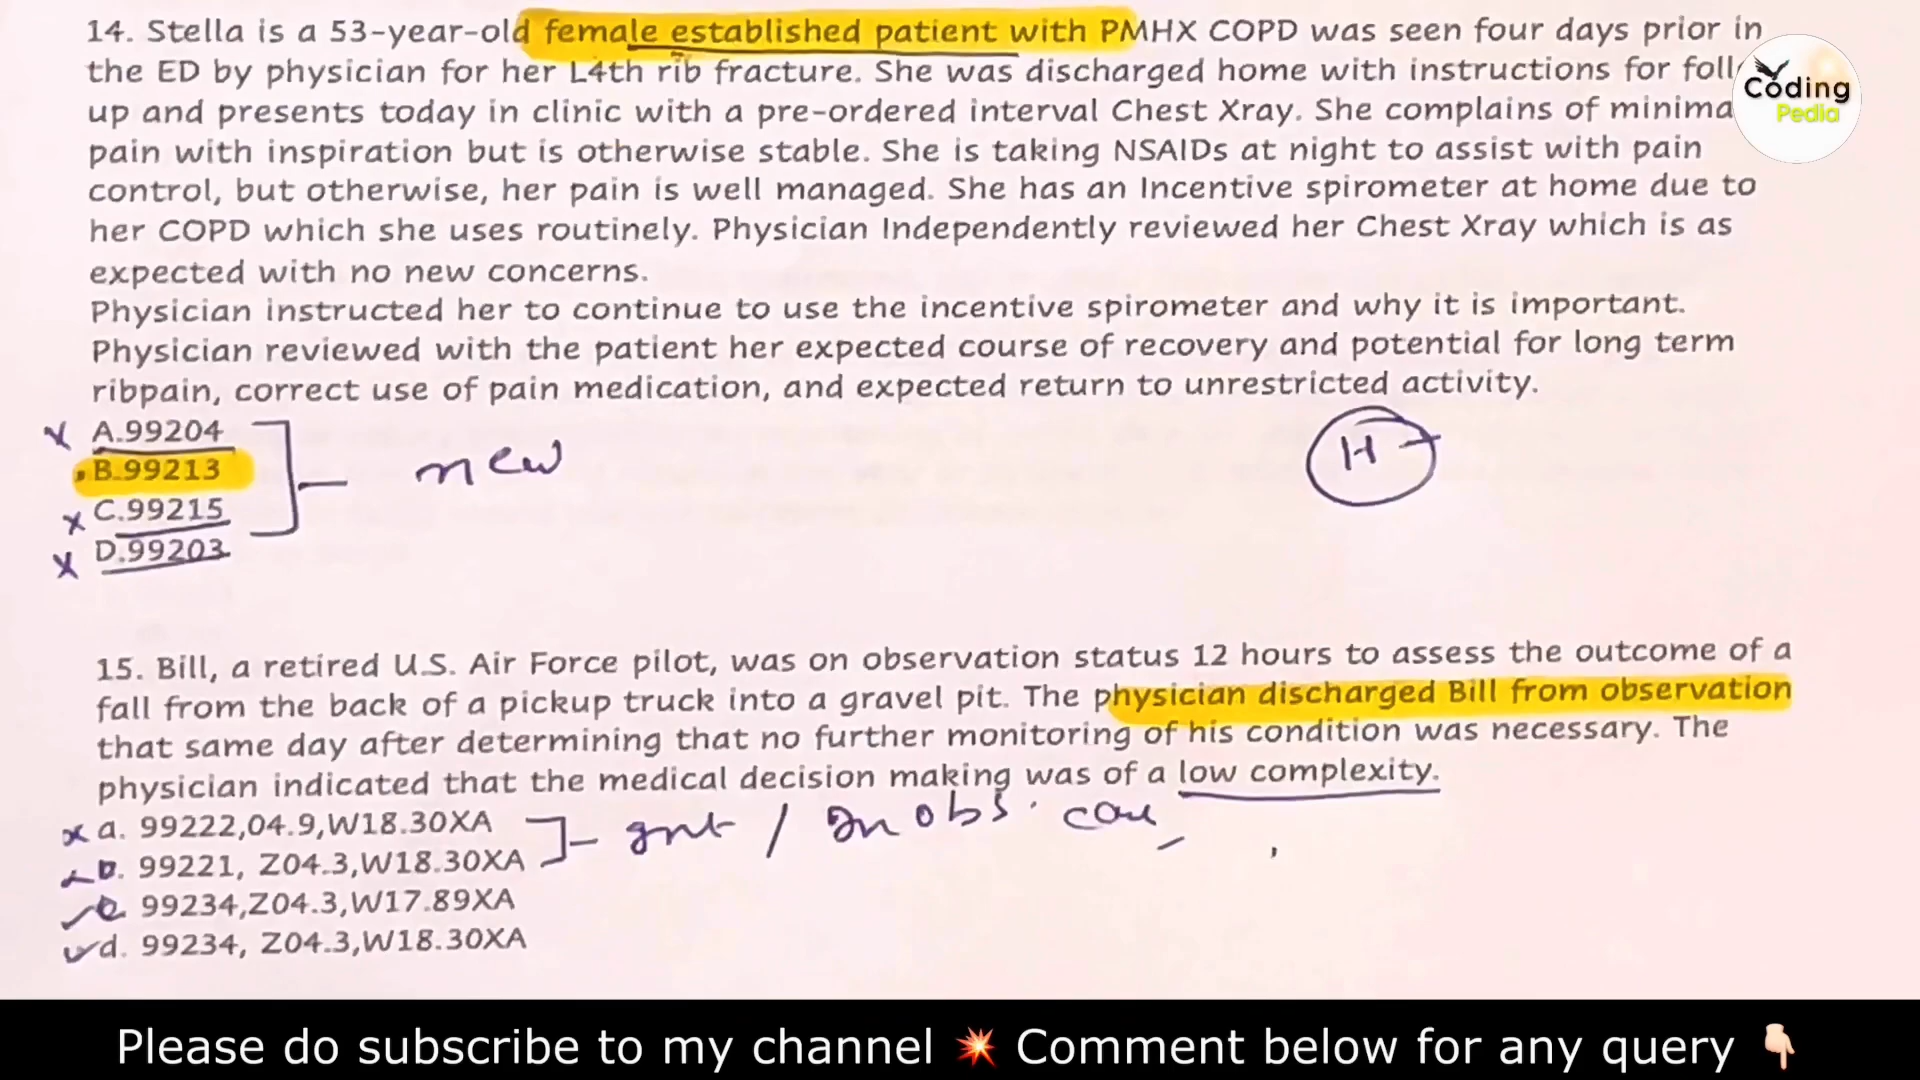 14. Stella is a 53-year-old female established patient with PMHX COPD was seen four days prior in
the ED by physician for her L4th rib fracture. She was discharged home with instructions for foll
up and presents today in clinic with a pre-ordered interval Chest Xray. She complains of minima
pain with inspiration but is otherwise stable. She is taking NSAIDs at night to assist with pain
control, but otherwise, her pain is well managed. She has an Incentive spirometer at home due to
her COPD which she uses routinely. Physician Independently reviewed her Chest Xray which is as
expected with no new concerns.
Physician instructed her to continue to use the incentive spirometer and why it is important.
Physician reviewed with the patient her expected course of recovery and potential for long term
ribpain, correct use of pain medication, and expected return to unrestricted activity.
A.99204
B.99213
C.99215
D.99203
new
H
Coding
Pedia
15. Bill, a retired U.S. Air Force pilot, was on observation status 12 hours to assess the outcome of a
fall from the back of a pickup truck into a gravel pit. The physician discharged Bill from observation
that same day after determining that no further monitoring of his condition was necessary. The
physician indicated that the medical decision making was of a low complexity.
a. 99222,04.9,W18.30XA
b. 99221, Z04.3,W18.30XA
c. 99234,Z04.3,W17.89XA
d. 99234, Z04.3,W18.30XA
obs. care
Please do subscribe to my channel 💥 Comment below for any query 👇🏻